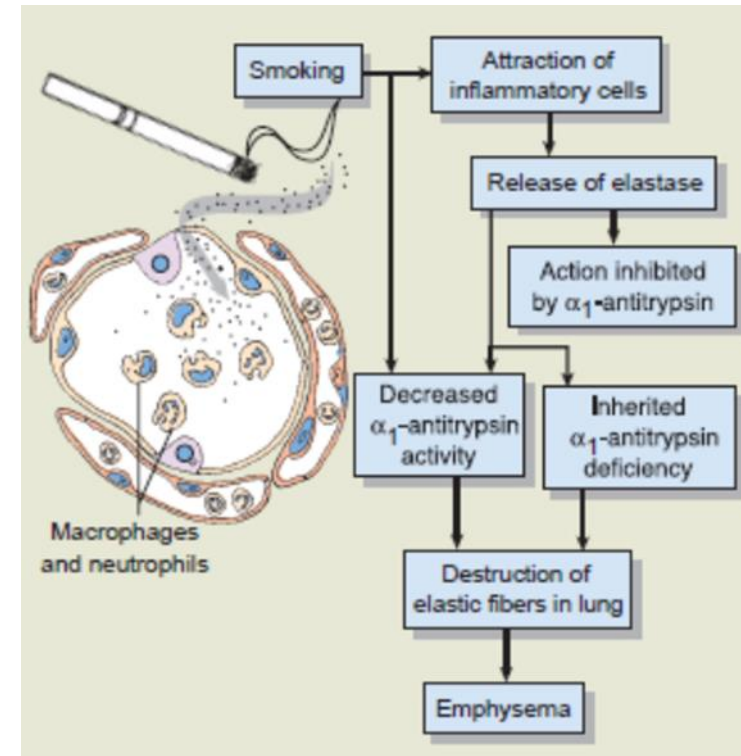 Smoking
Attraction of
inflammatory cells
Release of elastase
Action inhibited
by α₁-antitrypsin
Decreased
α₁-antitrypsin
activity
Inherited
α₁-antitrypsin
deficiency
Macrophages
and neutrophils
Destruction of
elastic fibers in lung
Emphysema